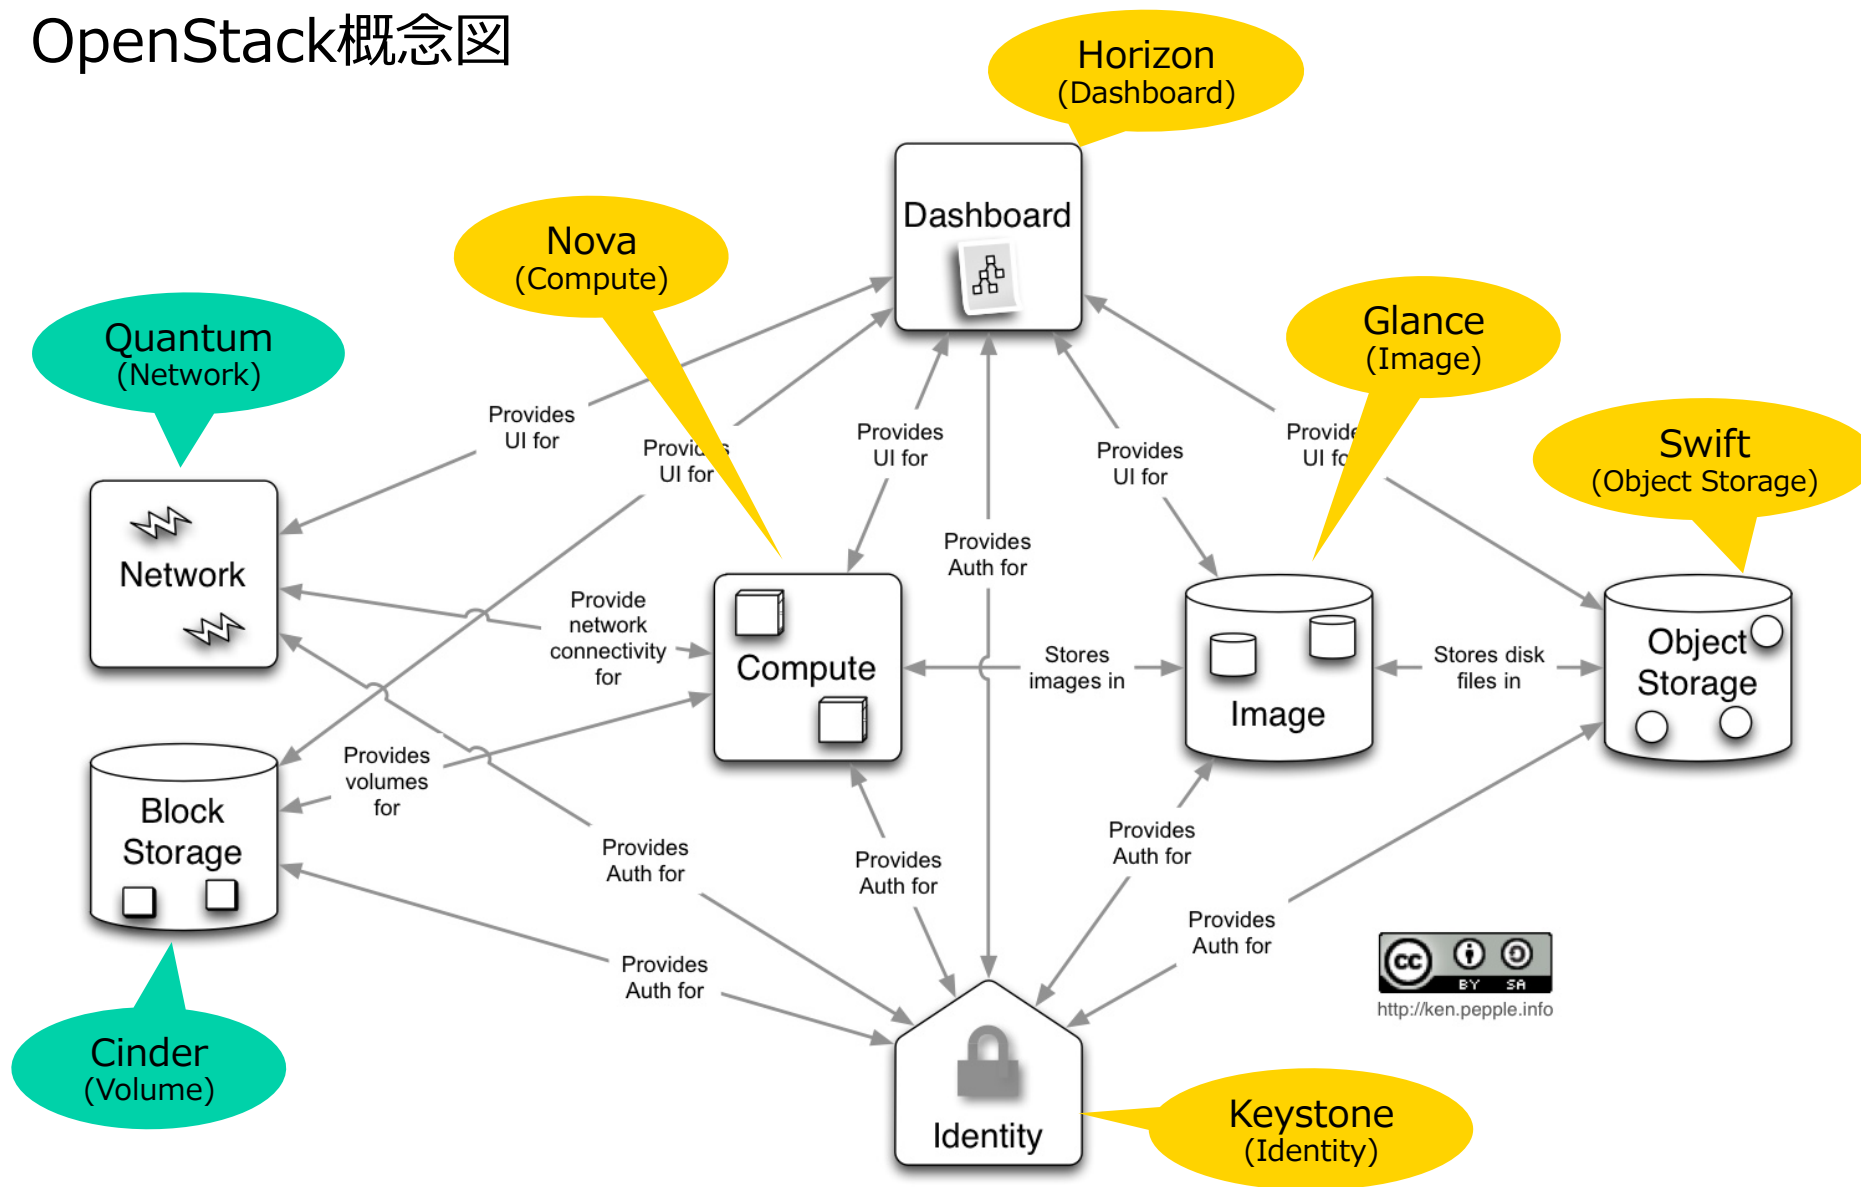 OpenStack概念図
Horizon
(Dashboard)
Dashboard
Nova
(Compute)
Quantum
(Network)
Glance
(Image)
Swift
(Object Storage)
Provides
UI for
Provides
UI for
Provides
UI for
Provides
UI for
Provide
UI fo
Provides
Auth for
Network
Provide
network
connectivity
for
Compute
Stores
images in
Image
Stores disk
files in
Object
Storage
Block
Storage
Provides
volumes
for
Provides
Auth for
Provides
Auth for
Provides
Auth for
Provides
Auth for
Provides
Auth for
Cinder
(Volume)
Identity
Keystone
(Identity)
cc
BY SA
http://ken.pepple.info